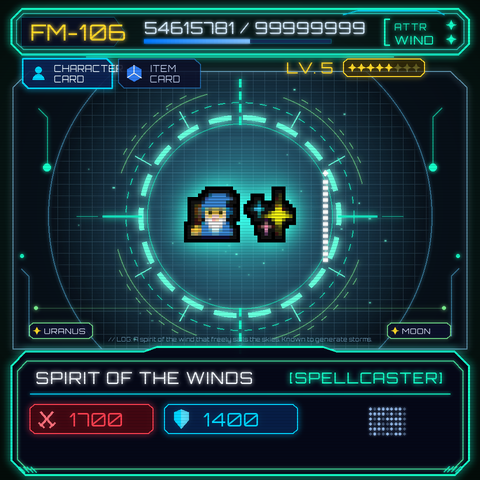 FM-106
54615781 / 99999999
ATTR
WIND
CHARACTER
CARD
ITEM
CARD
LV. 5
URANUS
MOON
// LOG: A spirit of the wind that freely sails the skies. Known to generate storms.
SPIRIT OF THE WINDS
[SPELLCASTER]
1700
1400